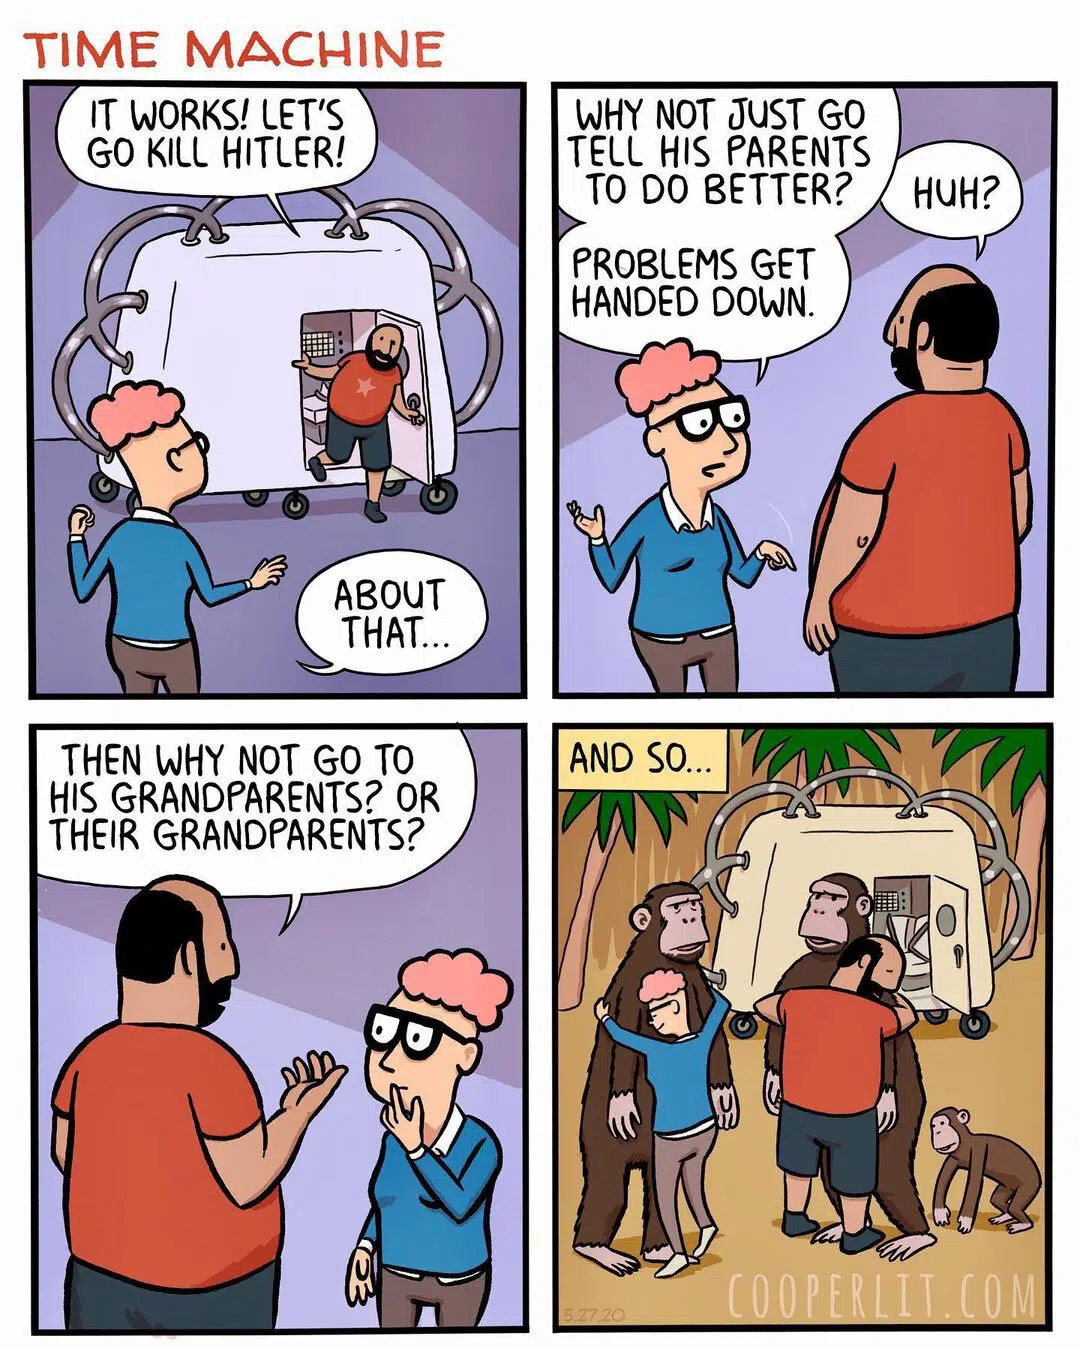 TIME MACHINE
IT WORKS! LET'S
GO KILL HITLER!
ABOUT
THAT...
WHY NOT JUST GO
TELL HIS PARENTS
TO DO BETTER?
HUH?
PROBLEMS GET
HANDED DOWN.
THEN WHY NOT GO TO
HIS GRANDPARENTS? OR
THEIR GRANDPARENTS?
AND SO...
5.27.20
COOPERLIT.COM